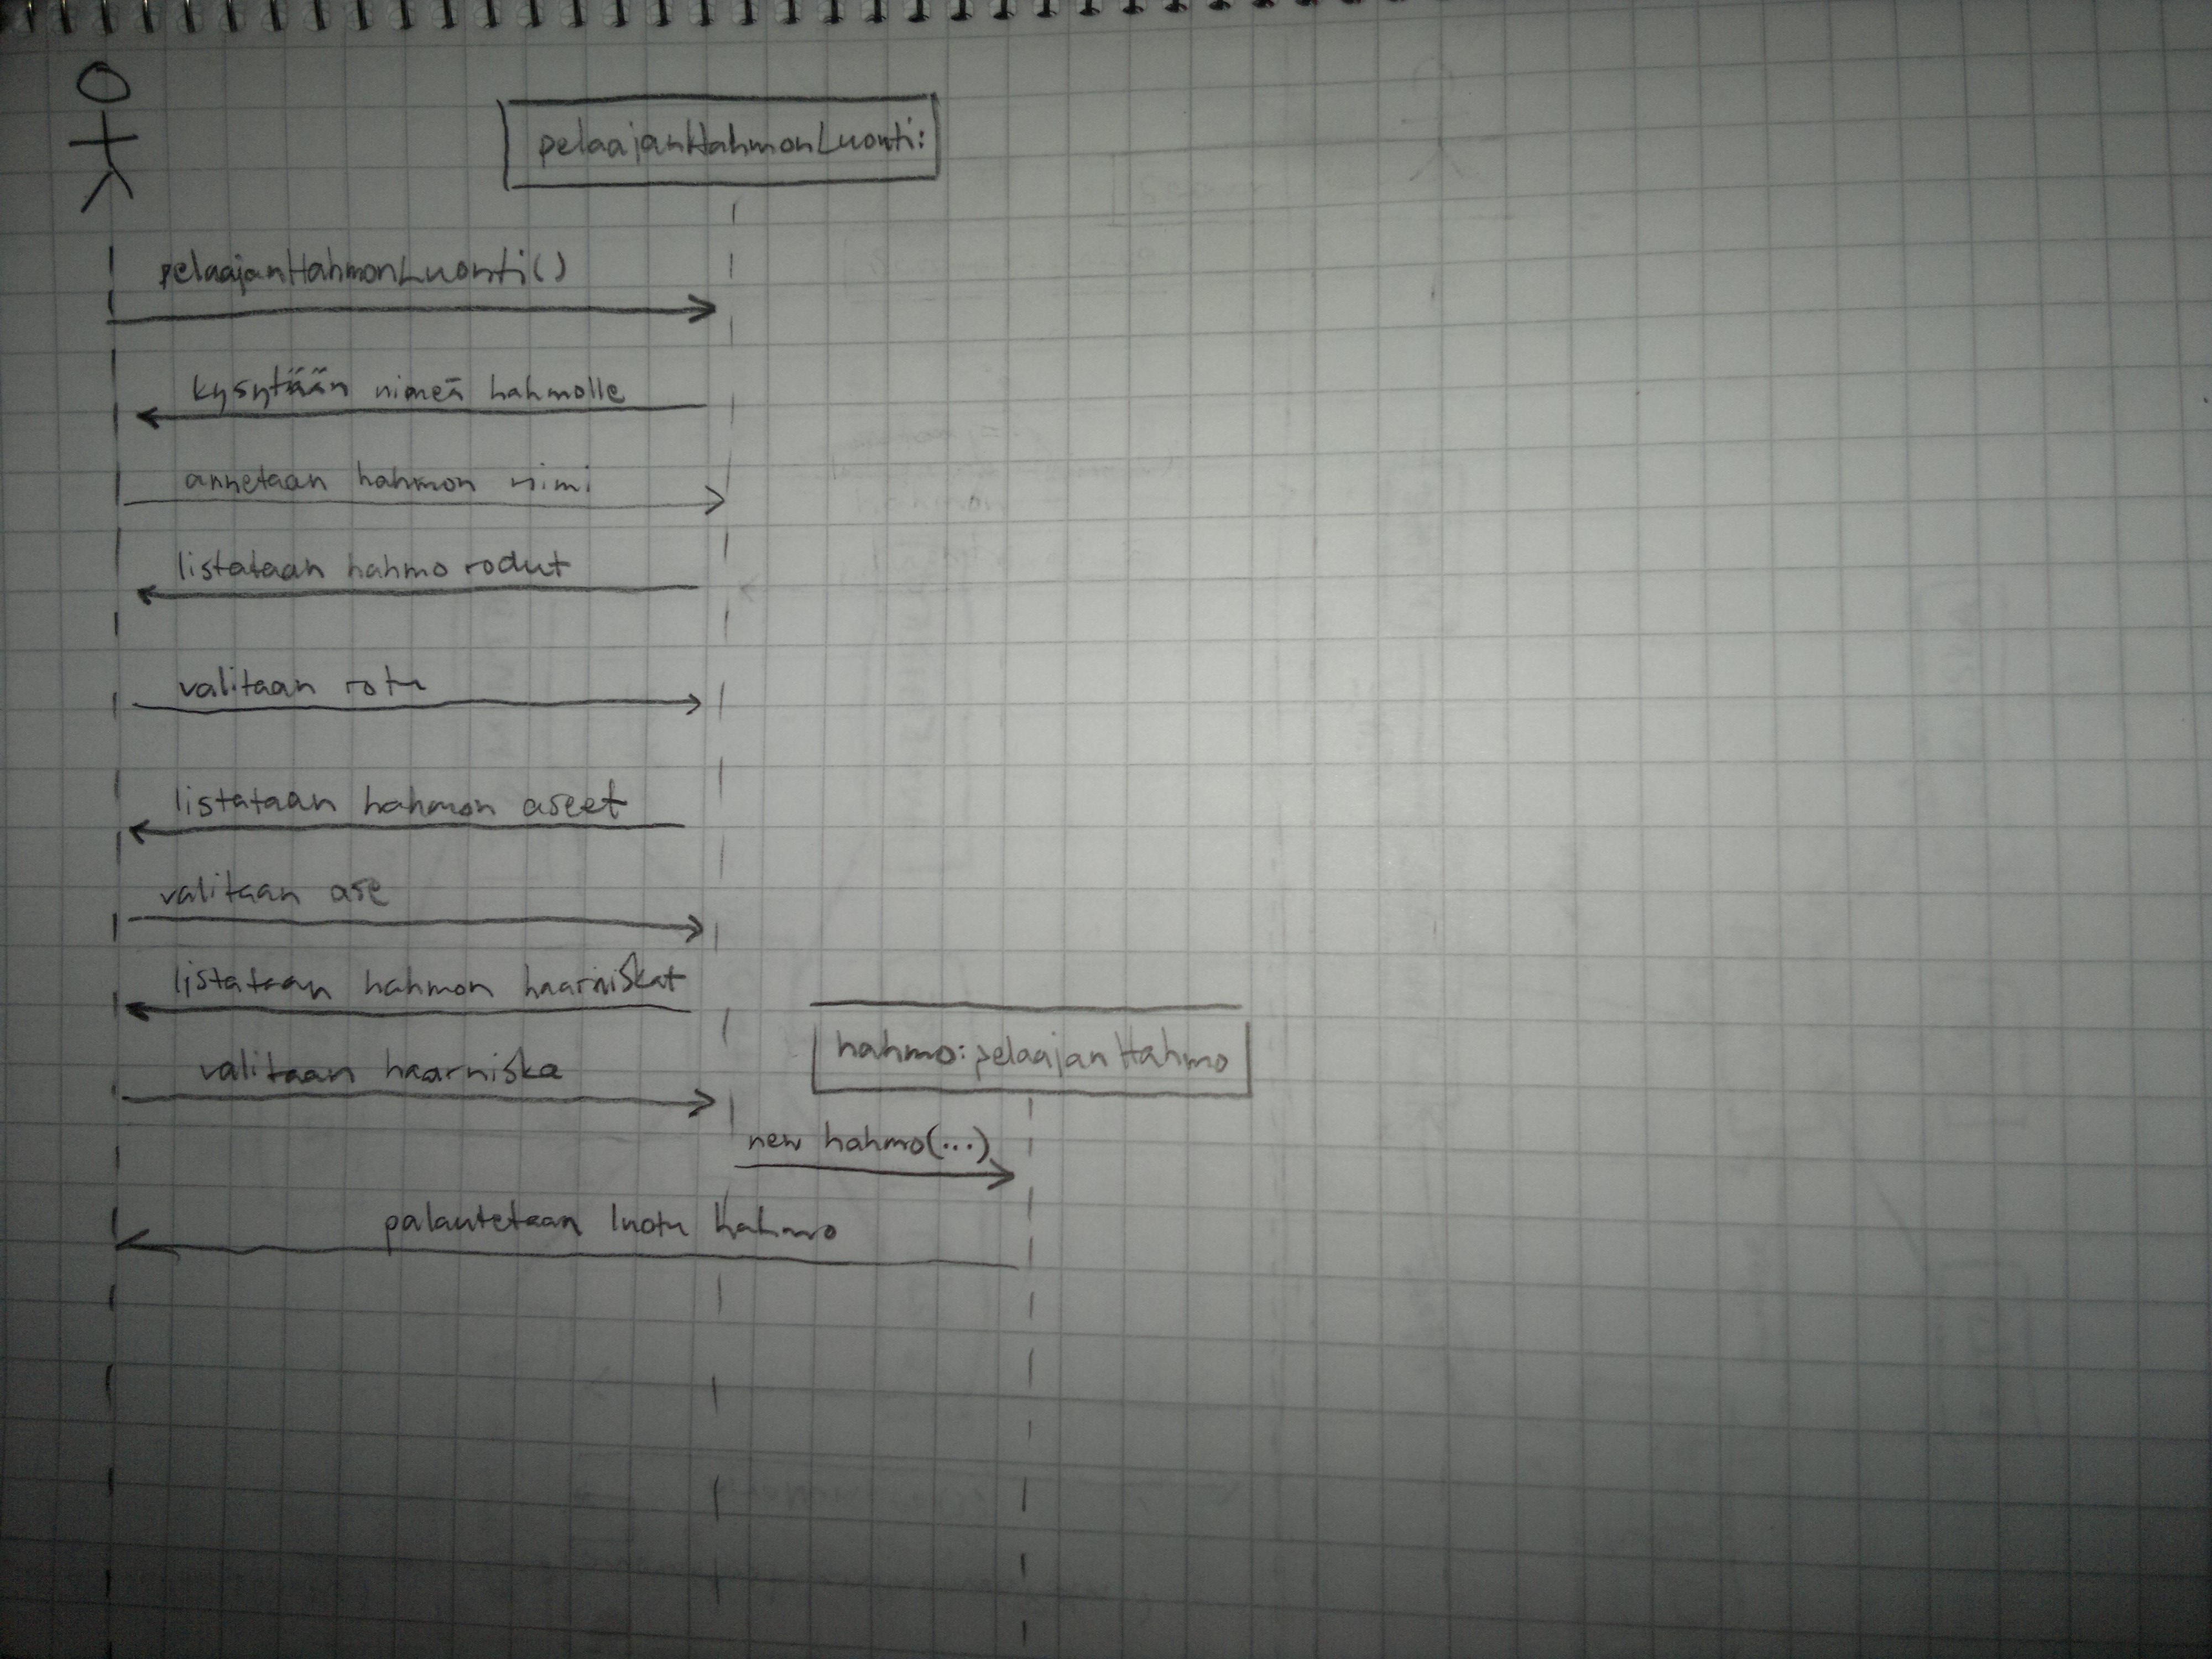 pelaajanHahmonLuonti:
pelaajanHahmonLuonti()
kysytään nimeä hahmolle
annetaan hahmon nimi
listataan hahmo rodut
valitaan rotu
listataan hahmon aseet
valitaan ase
listataan hahmon haarniskat
hahmo:pelaajanHahmo
valitaan haarniska
new hahmo(...)
palautetaan luotu hahmo